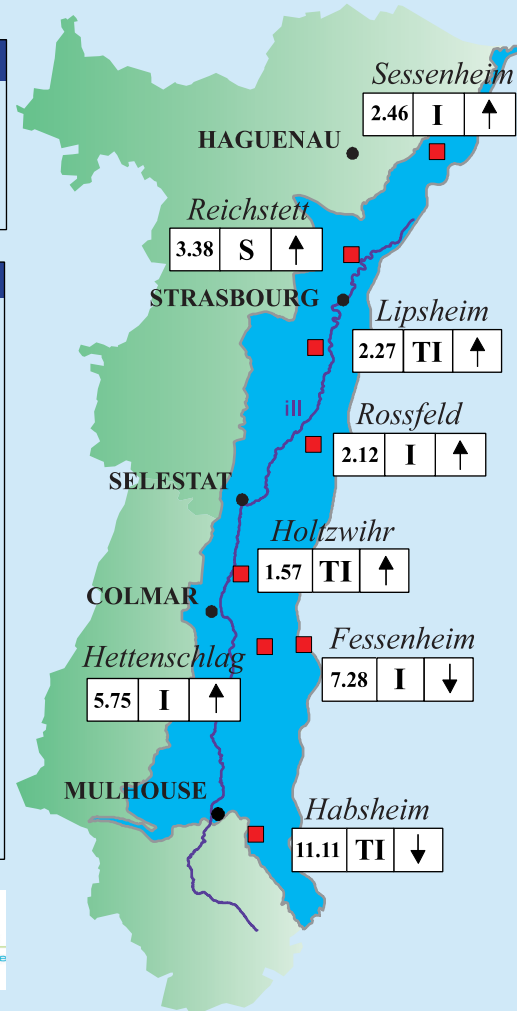 Sessenheim
2.46 I ↑
HAGUENAU
Reichstett
3.38 S ↑
STRASBOURG
Lipsheim
2.27 TI ↑
ill
Rossfeld
2.12 I ↑
SELESTAT
Holtzwihr
1.57 TI ↑
COLMAR
Fessenheim
7.28 I ↓
Hettenschlag
5.75 I ↑
MULHOUSE
Habsheim
11.11 TI ↓
e